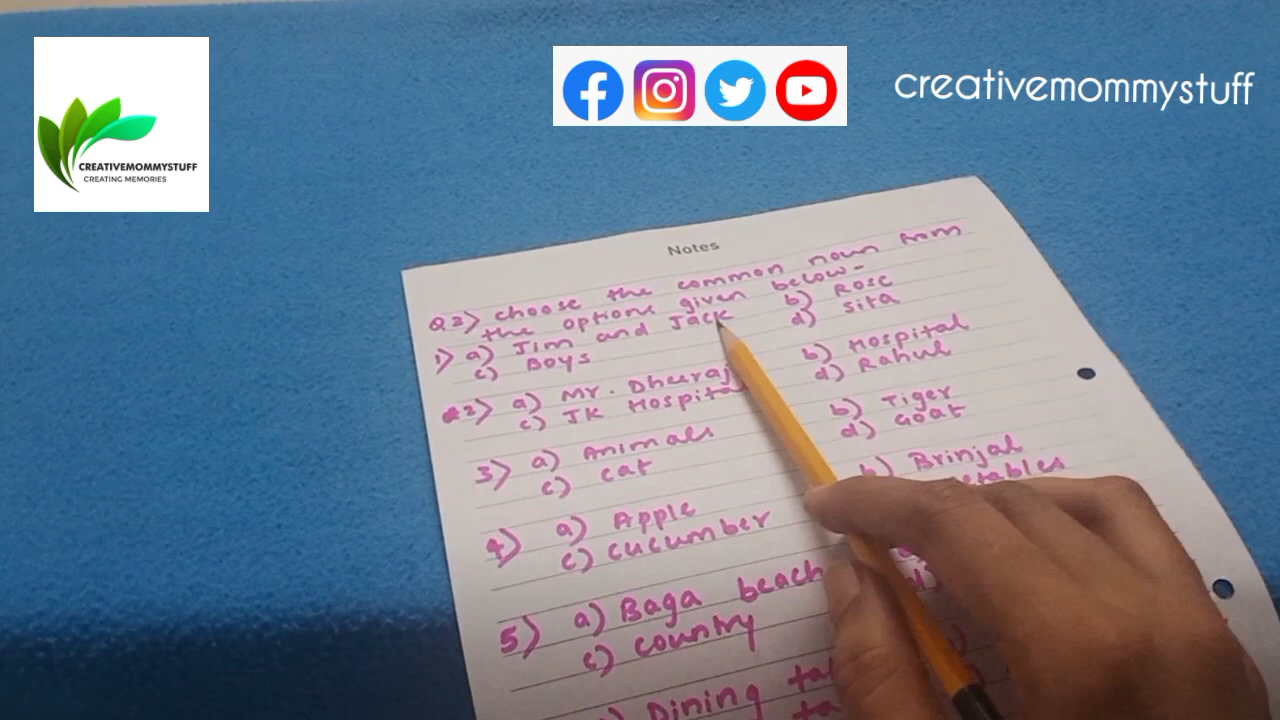 CREATIVEMOMMYSTUFF
CREATING MEMORIES
creativemommystuff
Notes
Q2) choose the common noun from
the options given below-
1) a) Jim and Jack b) Rose
c) Boys d) Sita
2) a) Mr. Dheeraj b) Hospital
c) JK Hospital d) Rahul
3) a) Animals b) Tiger
c) cat d) Goat
4) a) Apple b) Brinjal
c) cucumber
5) a) Baga beach
c) country
Dining